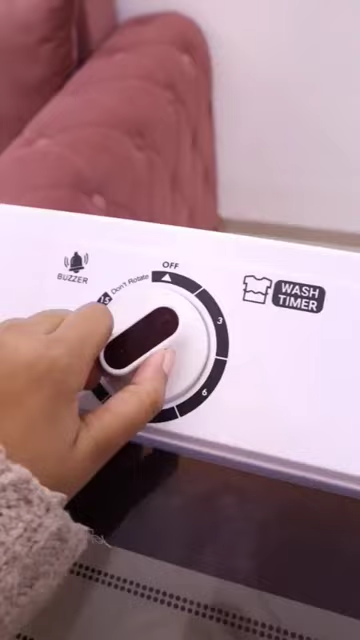 OFF
Don't Rotate
BUZZER
15
3
6
WASH
TIMER